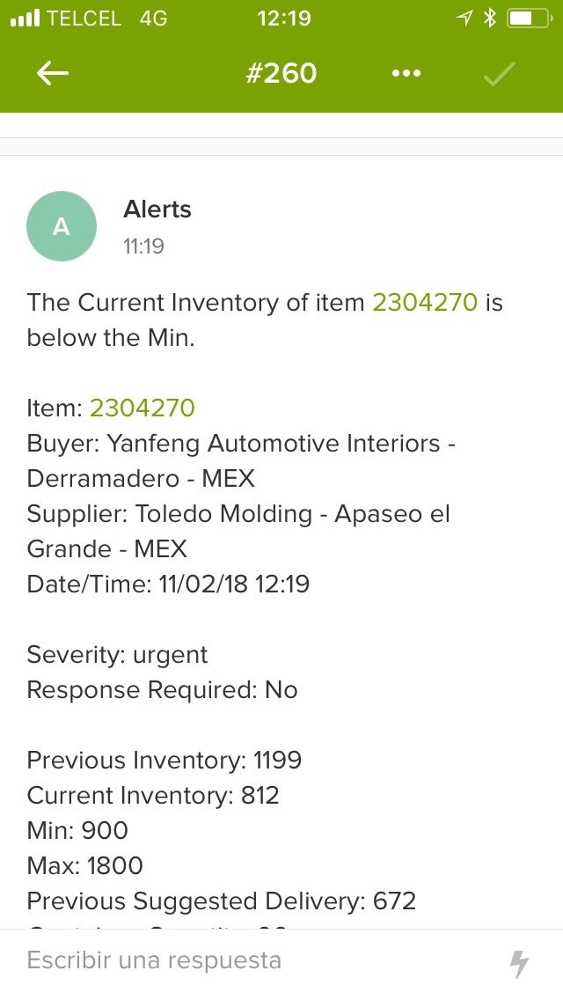 TELCEL 4G 12:19
#260
A
Alerts
11:19
The Current Inventory of item 2304270 is
below the Min.
Item: 2304270
Buyer: Yanfeng Automotive Interiors -
Derramadero - MEX
Supplier: Toledo Molding - Apaseo el
Grande - MEX
Date/Time: 11/02/18 12:19
Severity: urgent
Response Required: No
Previous Inventory: 1199
Current Inventory: 812
Min: 900
Max: 1800
Previous Suggested Delivery: 672
Escribir una respuesta